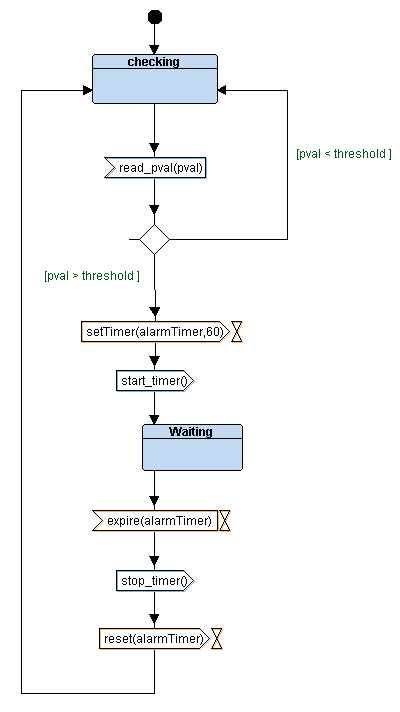 checking
[pval < threshold ]
read_pval(pval)
[pval > threshold ]
setTimer(alarmTimer,60)
start_timer()
Waiting
expire(alarmTimer)
stop_timer()
reset(alarmTimer)